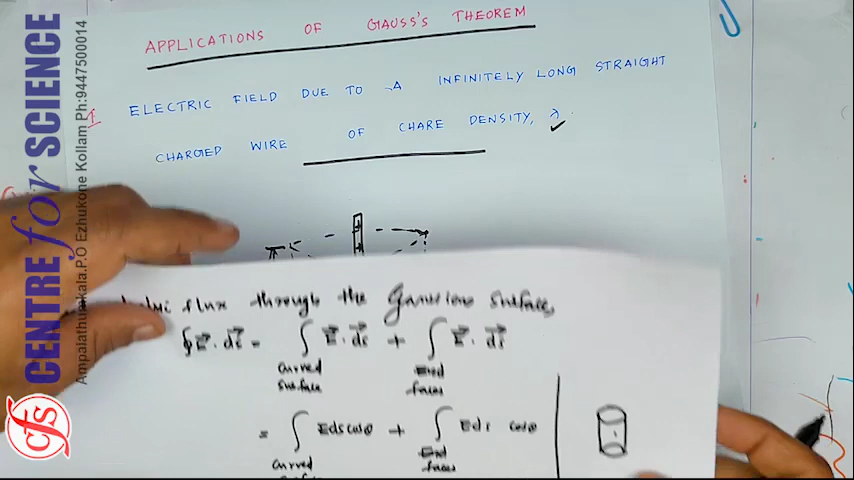 APPLICATIONS OF GAUSS'S THEOREM
1 ELECTRIC FIELD DUE TO A INFINITELY LONG STRAIGHT
CHARGED WIRE OF CHARE DENSITY, λ
flux through the Gaussian Surface,
∮E⃗. ds⃗ = ∫ E⃗. ds⃗ + ∫ E⃗. ds⃗
Curved Surface End faces
= ∫ Eds cosθ + ∫ Eds cosθ
Curved End faces
CENTRE for SCIENCE
Ampalathumkala.P.O Ezhukone Kollam Ph:9447500014
cfs